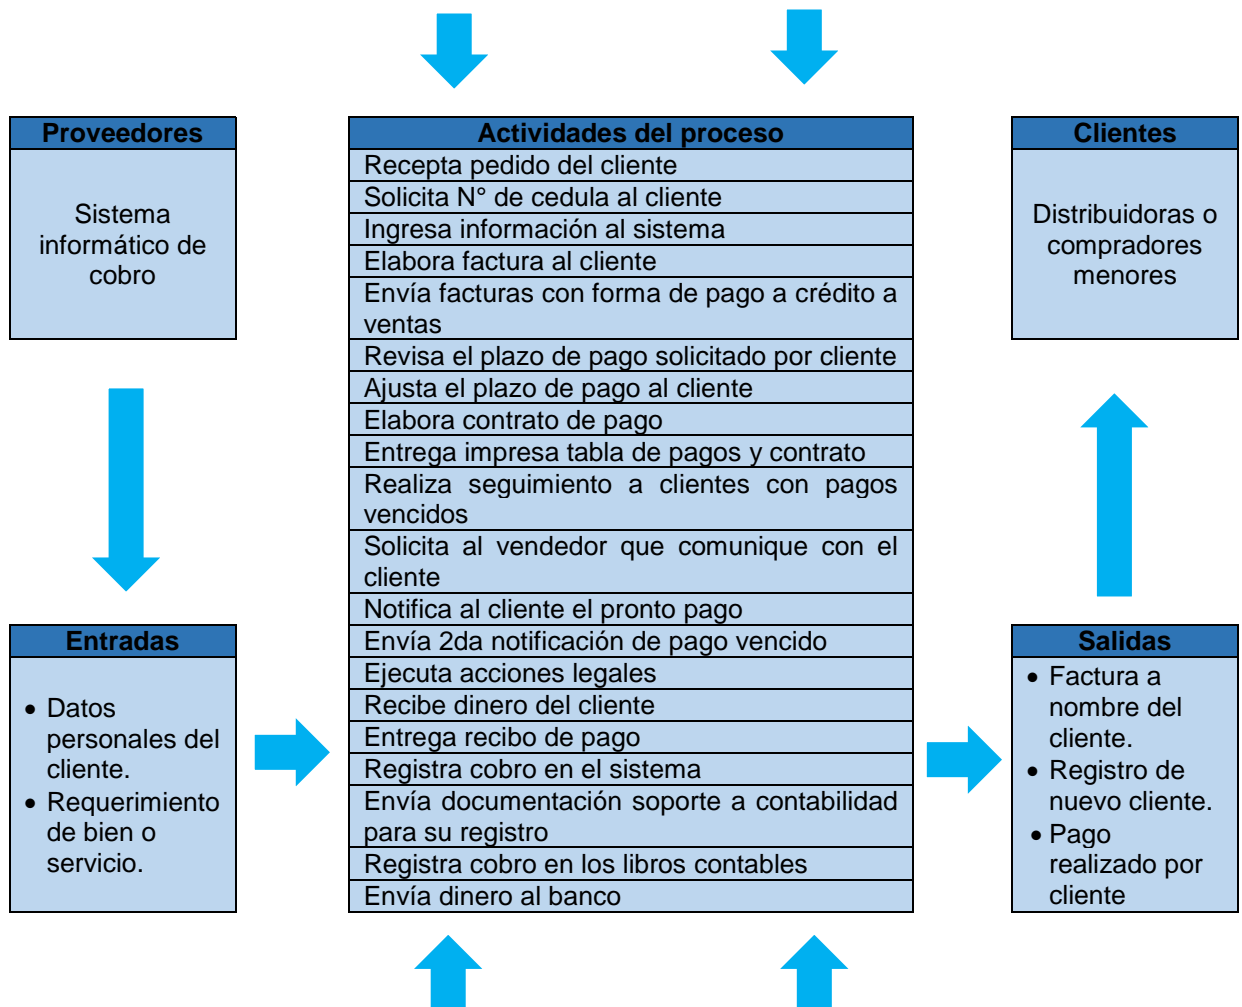 Proveedores
Sistema
informático de
cobro
Entradas
• Datos
personales del
cliente.
• Requerimiento
de bien o
servicio.
Actividades del proceso
Recepta pedido del cliente
Solicita N° de cedula al cliente
Ingresa información al sistema
Elabora factura al cliente
Envía facturas con forma de pago a crédito a
ventas
Revisa el plazo de pago solicitado por cliente
Ajusta el plazo de pago al cliente
Elabora contrato de pago
Entrega impresa tabla de pagos y contrato
Realiza seguimiento a clientes con pagos
vencidos
Solicita al vendedor que comunique con el
cliente
Notifica al cliente el pronto pago
Envía 2da notificación de pago vencido
Ejecuta acciones legales
Recibe dinero del cliente
Entrega recibo de pago
Registra cobro en el sistema
Envía documentación soporte a contabilidad
para su registro
Registra cobro en los libros contables
Envía dinero al banco
Clientes
Distribuidoras o
compradores
menores
Salidas
• Factura a
nombre del
cliente.
• Registro de
nuevo cliente.
• Pago
realizado por
cliente